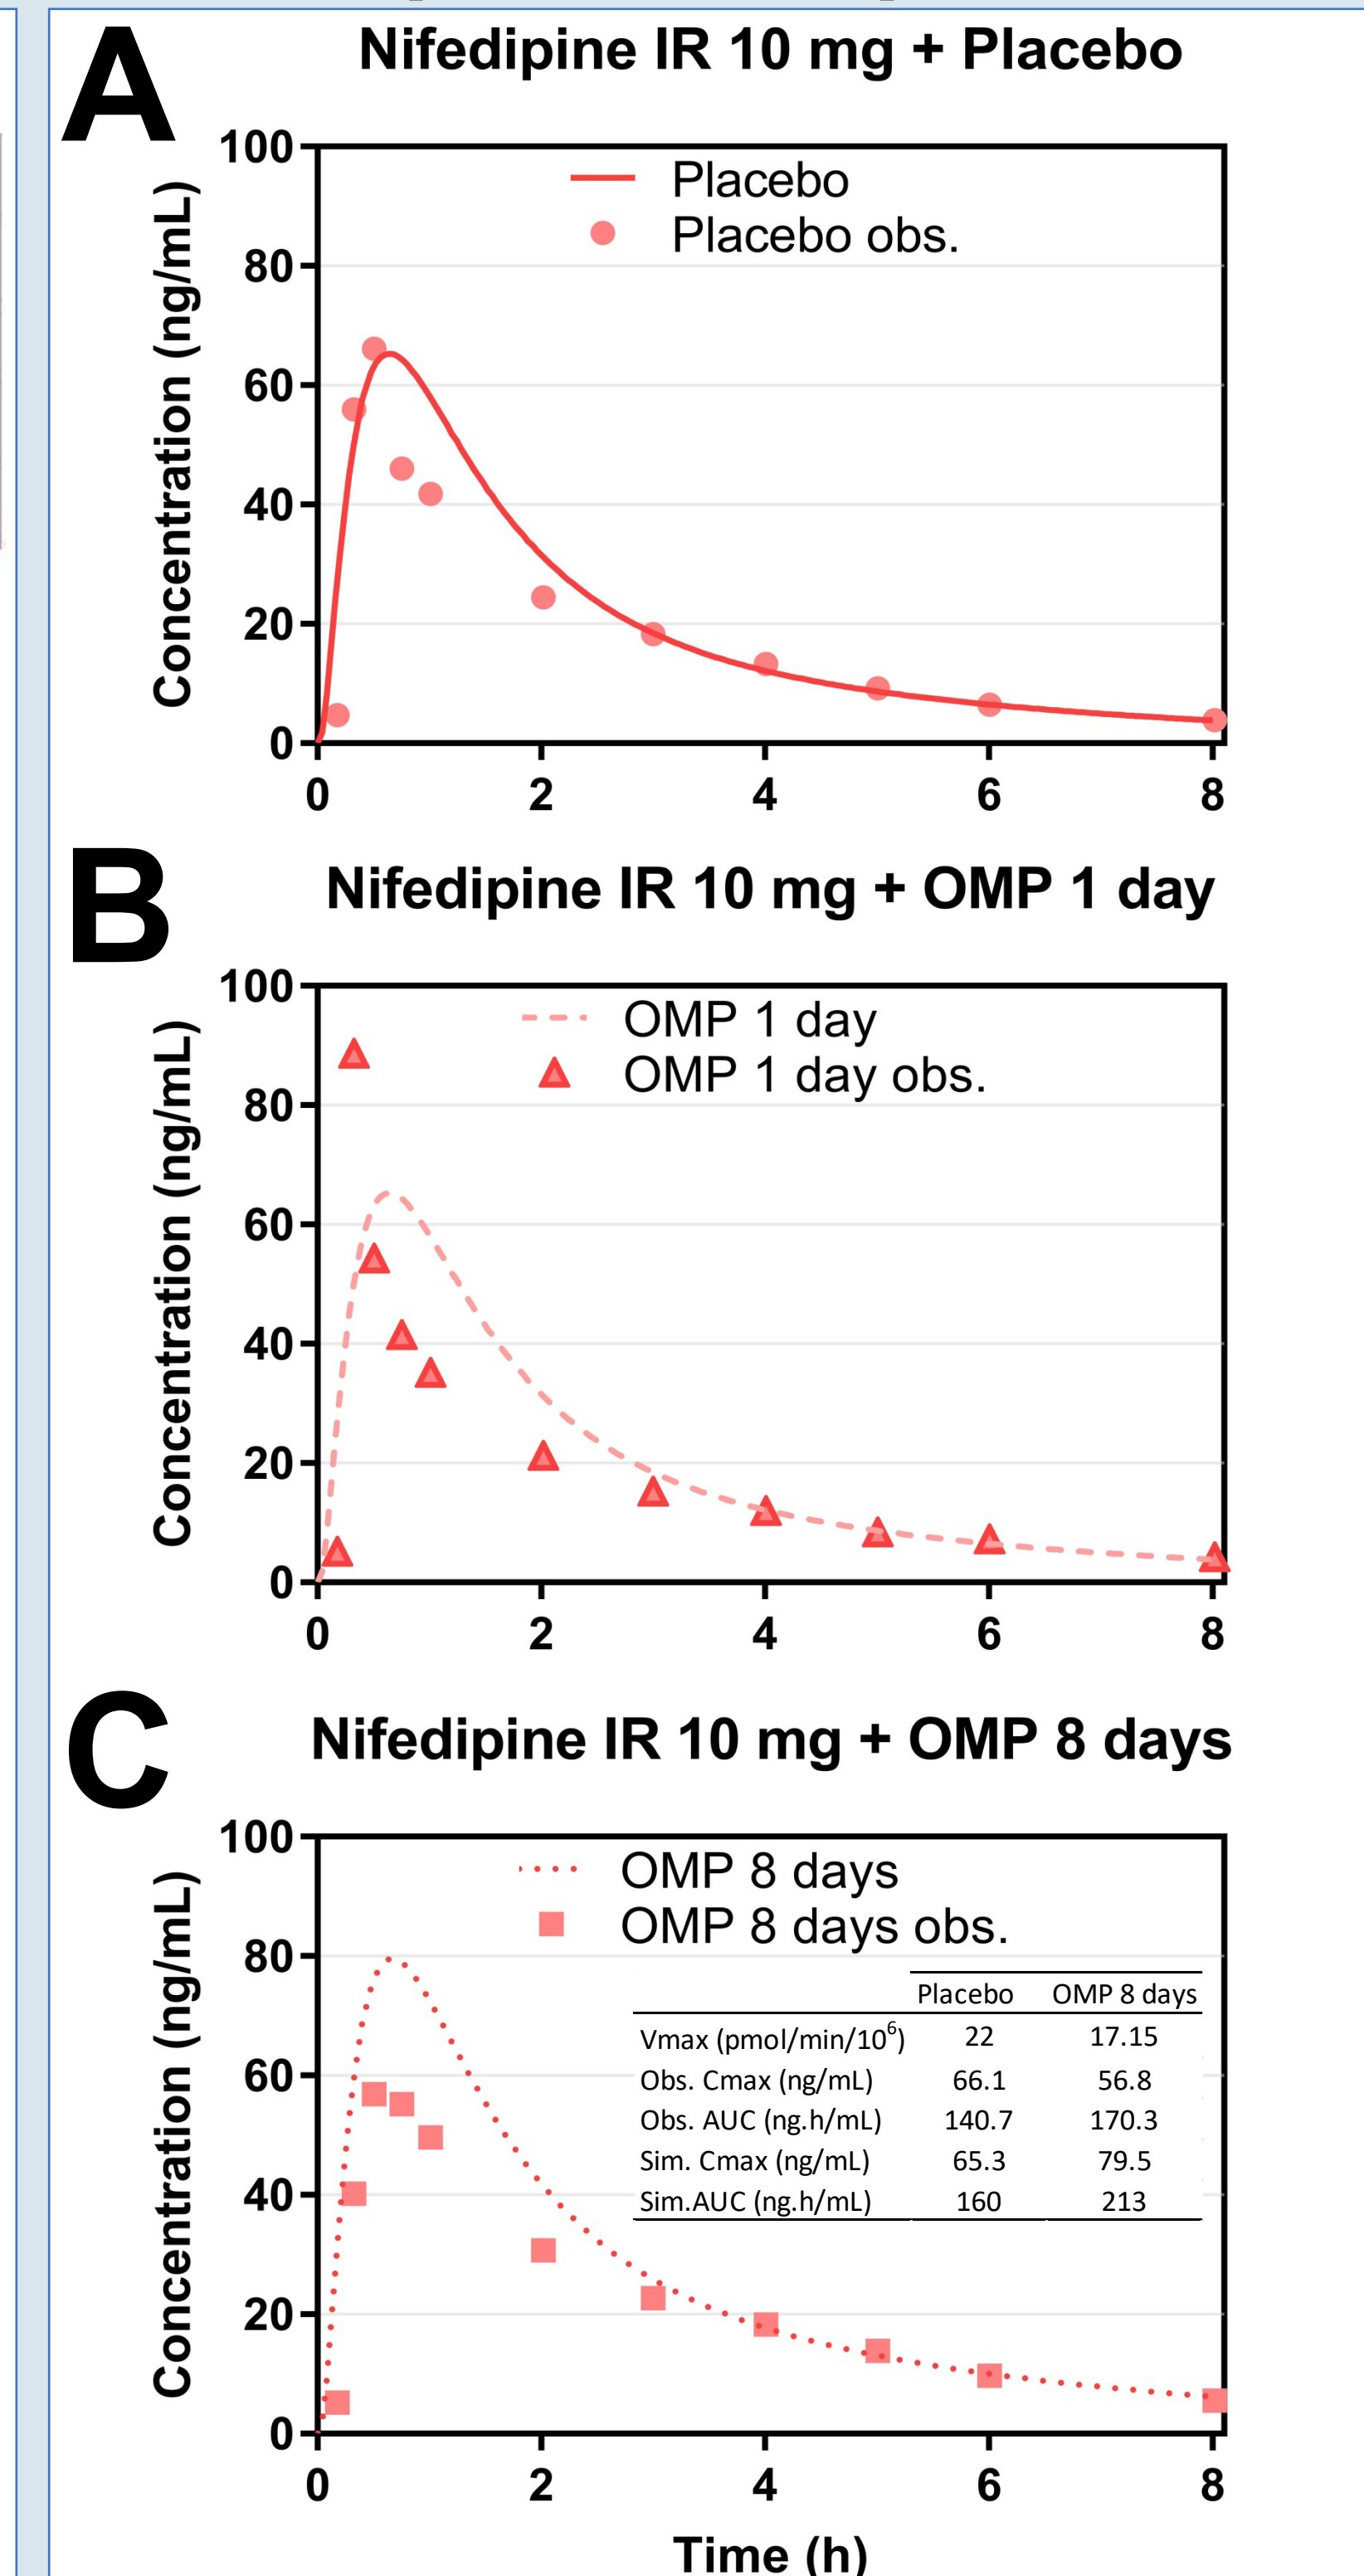 A
Nifedipine IR 10 mg + Placebo
Concentration (ng/mL)
100
80
60
40
20
0
Placebo
Placebo obs.
0 2 4 6 8
B
Nifedipine IR 10 mg + OMP 1 day
Concentration (ng/mL)
100
80
60
40
20
0
OMP 1 day
OMP 1 day obs.
0 2 4 6 8
C
Nifedipine IR 10 mg + OMP 8 days
Concentration (ng/mL)
100
80
60
40
20
0
OMP 8 days
OMP 8 days obs.
Placebo OMP 8 days
Vmax (pmol/min/10⁶) 22 17.15
Obs. Cmax (ng/mL) 66.1 56.8
Obs. AUC (ng.h/mL) 140.7 170.3
Sim. Cmax (ng/mL) 65.3 79.5
Sim.AUC (ng.h/mL) 160 213
0 2 4 6 8
Time (h)